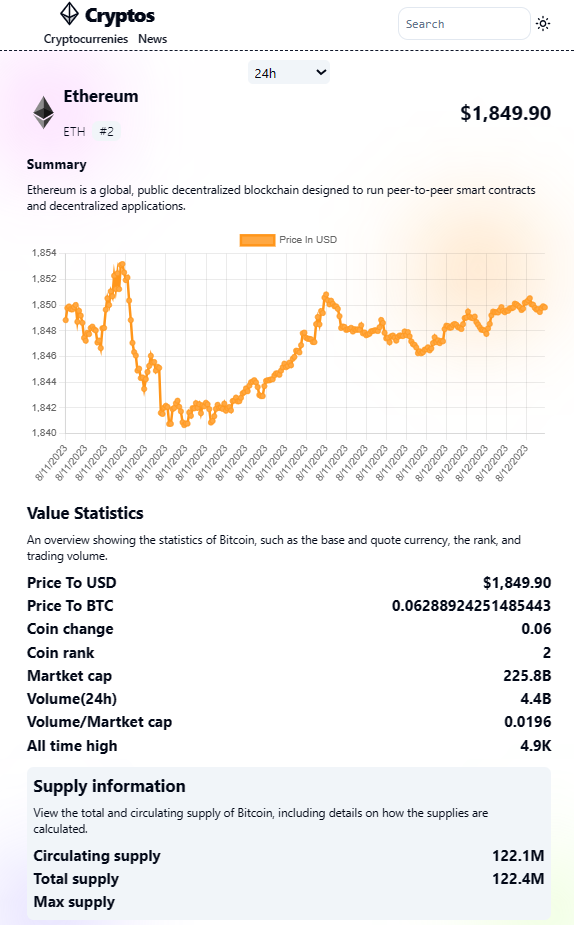 Cryptos
Cryptocurrenies News
Search
24h
Ethereum
$1,849.90
ETH #2
Summary
Ethereum is a global, public decentralized blockchain designed to run peer-to-peer smart contracts
and decentralized applications.
Price In USD
1,854
1,852
1,850
1,848
1,846
1,844
1,842
1,840
8/11/2023 8/11/2023 8/11/2023 8/11/2023 8/11/2023 8/11/2023 8/11/2023 8/11/2023 8/11/2023 8/11/2023 8/11/2023 8/11/2023 8/11/2023 8/11/2023 8/11/2023 8/11/2023 8/11/2023 8/11/2023 8/11/2023 8/12/2023 8/12/2023 8/12/2023 8/12/2023 8/12/2023
Value Statistics
An overview showing the statistics of Bitcoin, such as the base and quote currency, the rank, and
trading volume.
Price To USD $1,849.90
Price To BTC 0.06288924251485443
Coin change 0.06
Coin rank 2
Martket cap 225.8B
Volume(24h) 4.4B
Volume/Martket cap 0.0196
All time high 4.9K
Supply information
View the total and circulating supply of Bitcoin, including details on how the supplies are
calculated.
Circulating supply 122.1M
Total supply 122.4M
Max supply